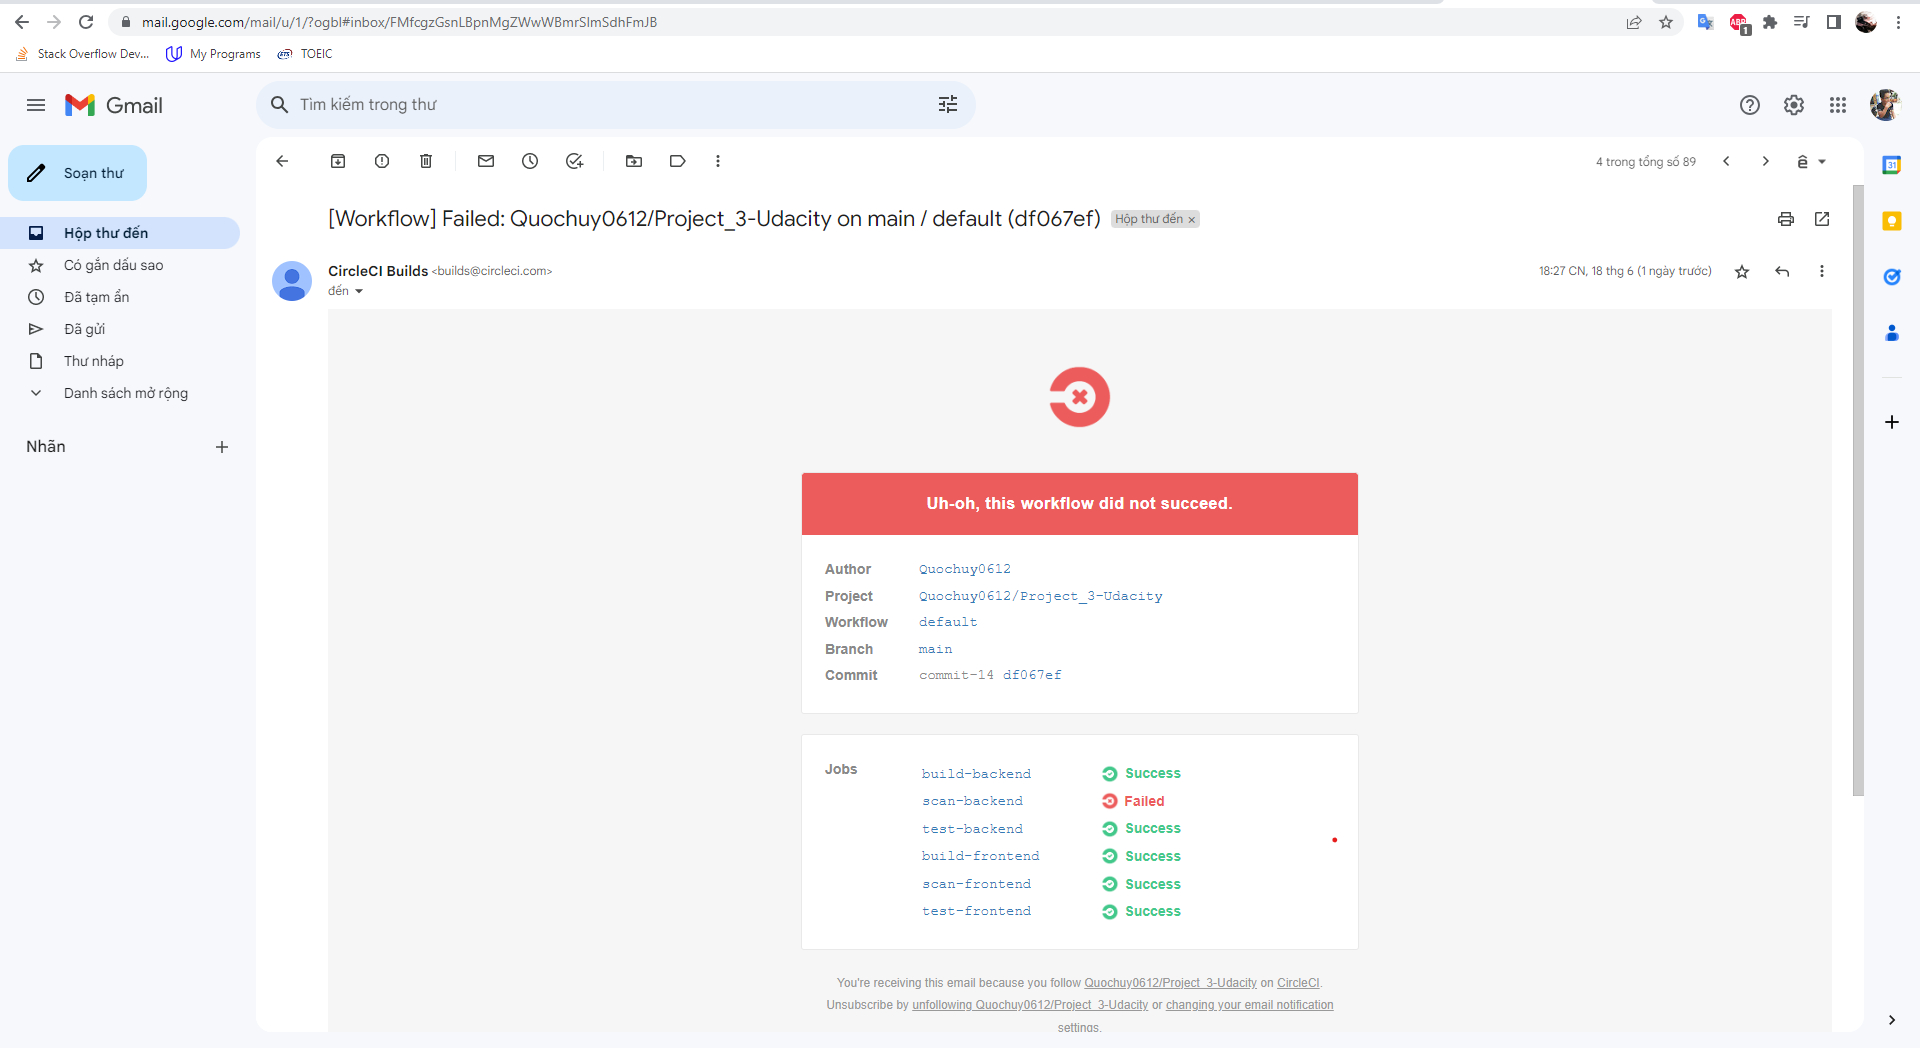 mail.google.com/mail/u/1/?ogbl#inbox/FMfcgzGsnLBpnMgZWwWBmrSlmSdhFmJB
Stack Overflow Dev...
My Programs
TOEIC
Gmail
Tìm kiếm trong thư
Soạn thư
4 trong tổng số 89
[Workflow] Failed: Quochuy0612/Project_3-Udacity on main / default (df067ef)
Hộp thư đến ×
Hộp thư đến
Có gắn dấu sao
Đã tạm ẩn
Đã gửi
Thư nháp
Danh sách mở rộng
Nhãn
CircleCI Builds <builds@circleci.com>
18:27 CN, 18 thg 6 (1 ngày trước)
đến
Uh-oh, this workflow did not succeed.
Author Quochuy0612
Project Quochuy0612/Project_3-Udacity
Workflow default
Branch main
Commit commit-14 df067ef
Jobs
build-backend Success
scan-backend Failed
test-backend Success
build-frontend Success
scan-frontend Success
test-frontend Success
You're receiving this email because you follow Quochuy0612/Project_3-Udacity on CircleCI.
Unsubscribe by unfollowing Quochuy0612/Project_3-Udacity or changing your email notification
settings.